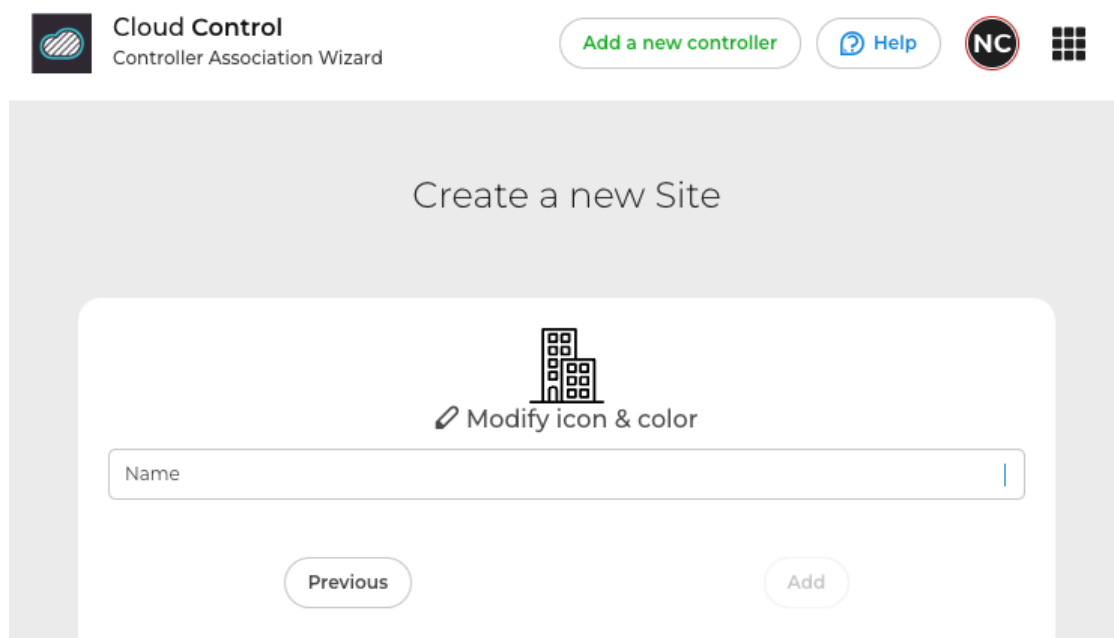 Cloud Control
Controller Association Wizard
Add a new controller
Help
NC
Create a new Site
Modify icon & color
Name
Previous
Add